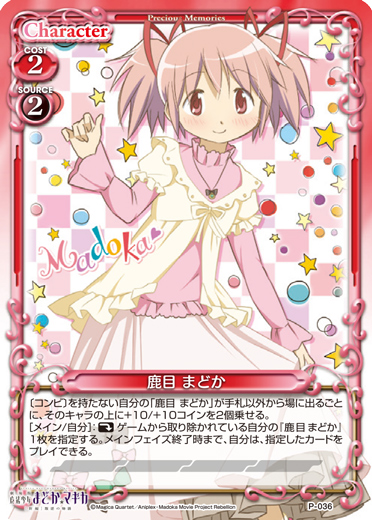 Precious Memories
Character
COST
2
SOURCE
2
Madoka
鹿目 まどか
〔コンビ〕を持たない自分の「鹿目 まどか」が手札以外から場に出るごと
に、そのキャラの上に+10/+10コインを2個乗せる。
[メイン/自分]: ゲームから取り除かれている自分の「鹿目 まどか」
1枚を指定する。メインフェイズ終了時まで、自分は、指定したカードを
プレイできる。
まどか☆マギカ
P-036
©Magica Quartet／Aniplex・Madoka Movie Project Rebellion